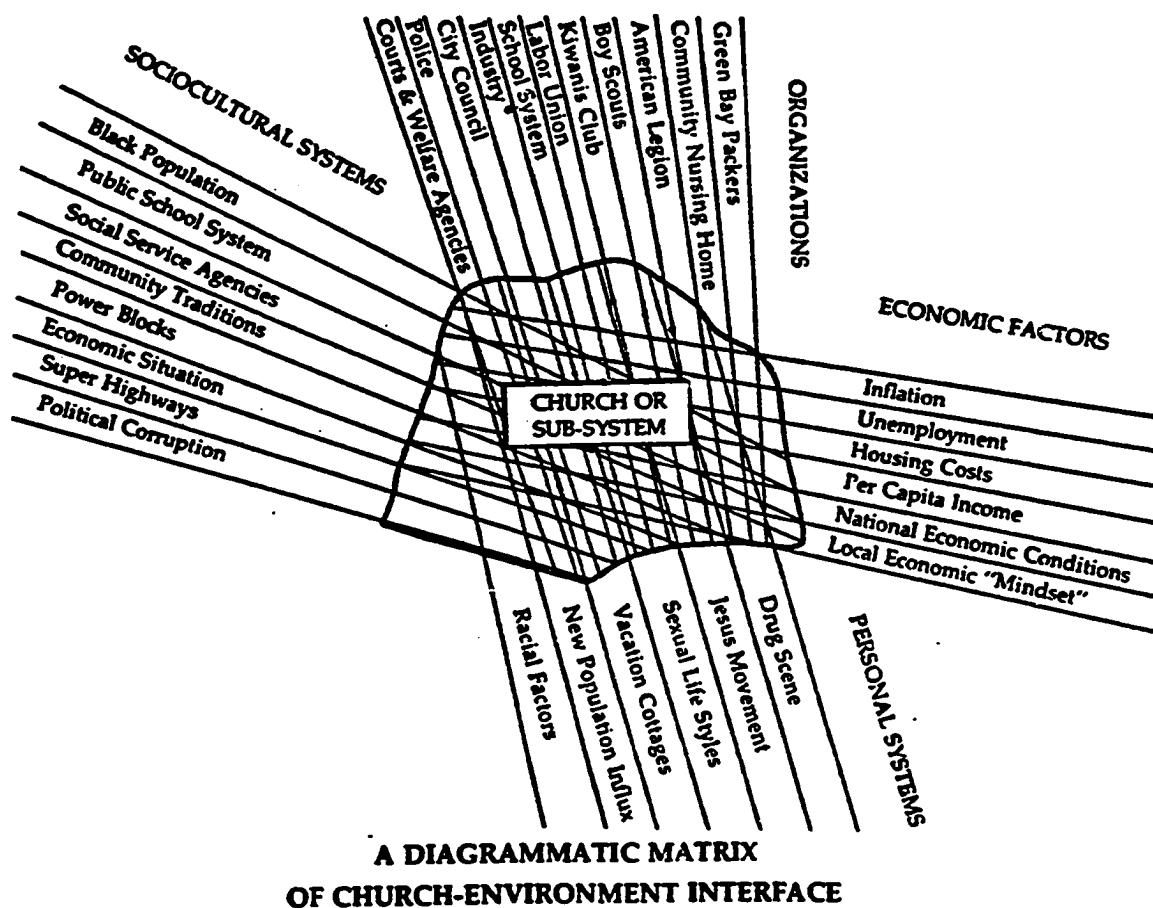 SOCIOCULTURAL SYSTEMS
Black Population
Public School System
Social Service Agencies
Community Traditions
Power Blocks
Economic Situation
Super Highways
Political Corruption
Courts & Welfare Agencies
Police
City Council
Industry
School System
Labor Union
Kiwanis Club
Boy Scouts
American Legion
Community Nursing Home
Green Bay Packers
ORGANIZATIONS
ECONOMIC FACTORS
Inflation
Unemployment
Housing Costs
Per Capita Income
National Economic Conditions
Local Economic "Mindset"
CHURCH OR
SUB-SYSTEM
Racial Factors
New Population Influx
Vacation Cottages
Sexual Life Styles
Jesus Movement
Drug Scene
PERSONAL SYSTEMS
A DIAGRAMMATIC MATRIX
OF CHURCH-ENVIRONMENT INTERFACE